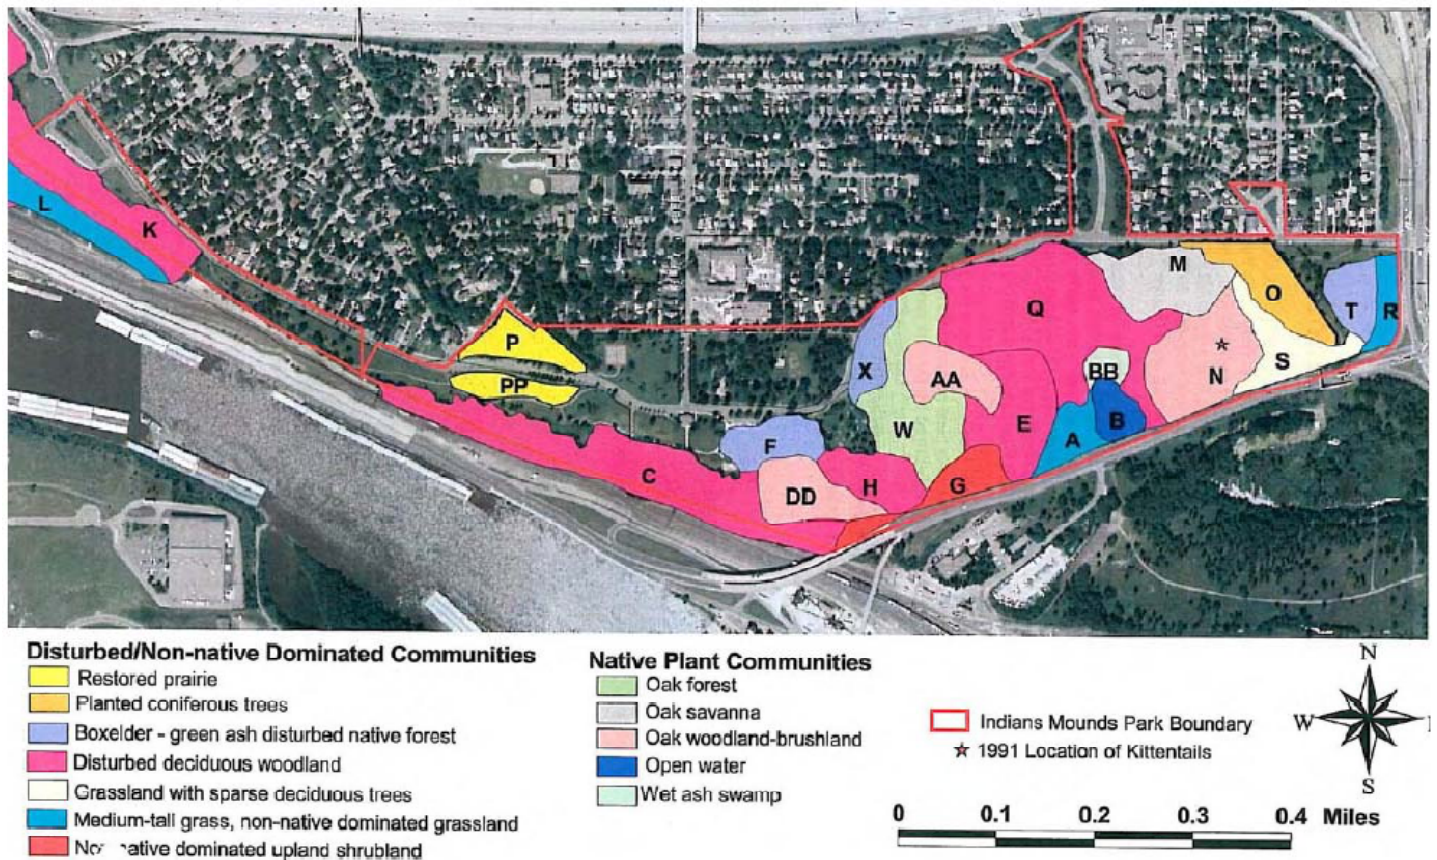 M
O
T
R
L
K
Q
P
PP
X
AA
BB
N
S
W
E
A
B
F
C
DD
H
G
Disturbed/Non-native Dominated Communities
Restored prairie
Planted coniferous trees
Boxelder - green ash disturbed native forest
Disturbed deciduous woodland
Grassland with sparse deciduous trees
Medium-tall grass, non-native dominated grassland
native dominated upland shrubland
Native Plant Communities
Oak forest
Oak savanna
Oak woodland-brushland
Open water
Wet ash swamp
Indians Mounds Park Boundary
1991 Location of Kittentails
N
W
S
0 0.1 0.2 0.3 0.4 Miles